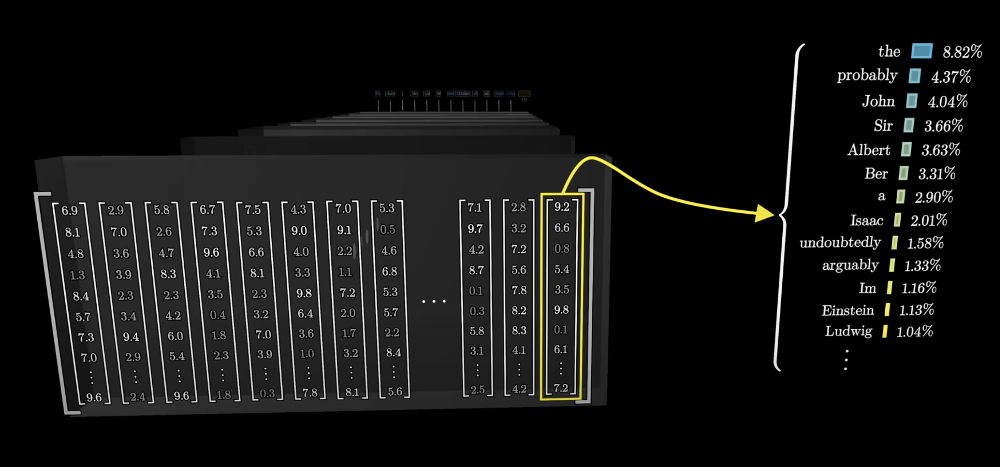 To date , the cle ve rest thinker of all time was
???
6.9 2.9 5.8 6.7 7.5 4.3 7.0 5.3 7.1 2.8 9.2
8.1 7.0 2.6 7.3 5.3 9.0 9.1 0.5 9.7 3.2 6.6
4.8 3.6 4.7 9.6 6.6 4.0 2.2 4.6 4.2 7.2 0.8
1.3 3.9 8.3 4.1 8.1 3.3 1.1 6.8 8.7 5.6 5.4
8.4 2.3 2.3 3.5 2.3 9.8 7.2 5.3 0.1 7.8 3.5
5.7 3.4 4.2 0.4 3.2 6.4 2.0 5.7 ... 0.3 8.2 9.8
7.3 9.4 6.0 1.8 7.0 3.6 1.7 2.2 5.8 8.3 0.1
7.0 2.9 5.4 2.3 3.9 1.0 3.2 8.4 3.1 4.1 6.1
⋮ ⋮ ⋮ ⋮ ⋮ ⋮ ⋮ ⋮ ⋮ ⋮ ⋮
9.6 2.4 9.6 1.8 0.3 7.8 8.1 5.6 2.5 4.2 7.2
the 8.82%
probably 4.37%
John 4.04%
Sir 3.66%
Albert 3.63%
Ber 3.31%
a 2.90%
Isaac 2.01%
undoubtedly 1.58%
arguably 1.33%
Im 1.16%
Einstein 1.13%
Ludwig 1.04%
⋮